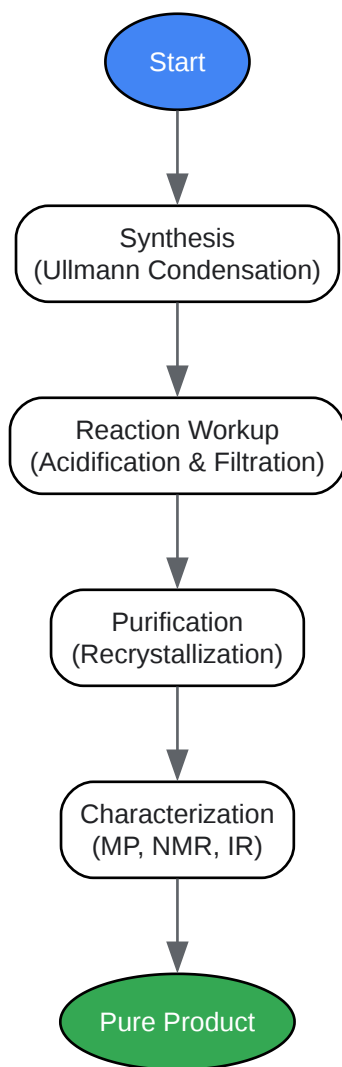 Start
Synthesis
(Ullmann Condensation)
Reaction Workup
(Acidification & Filtration)
Purification
(Recrystallization)
Characterization
(MP, NMR, IR)
Pure Product